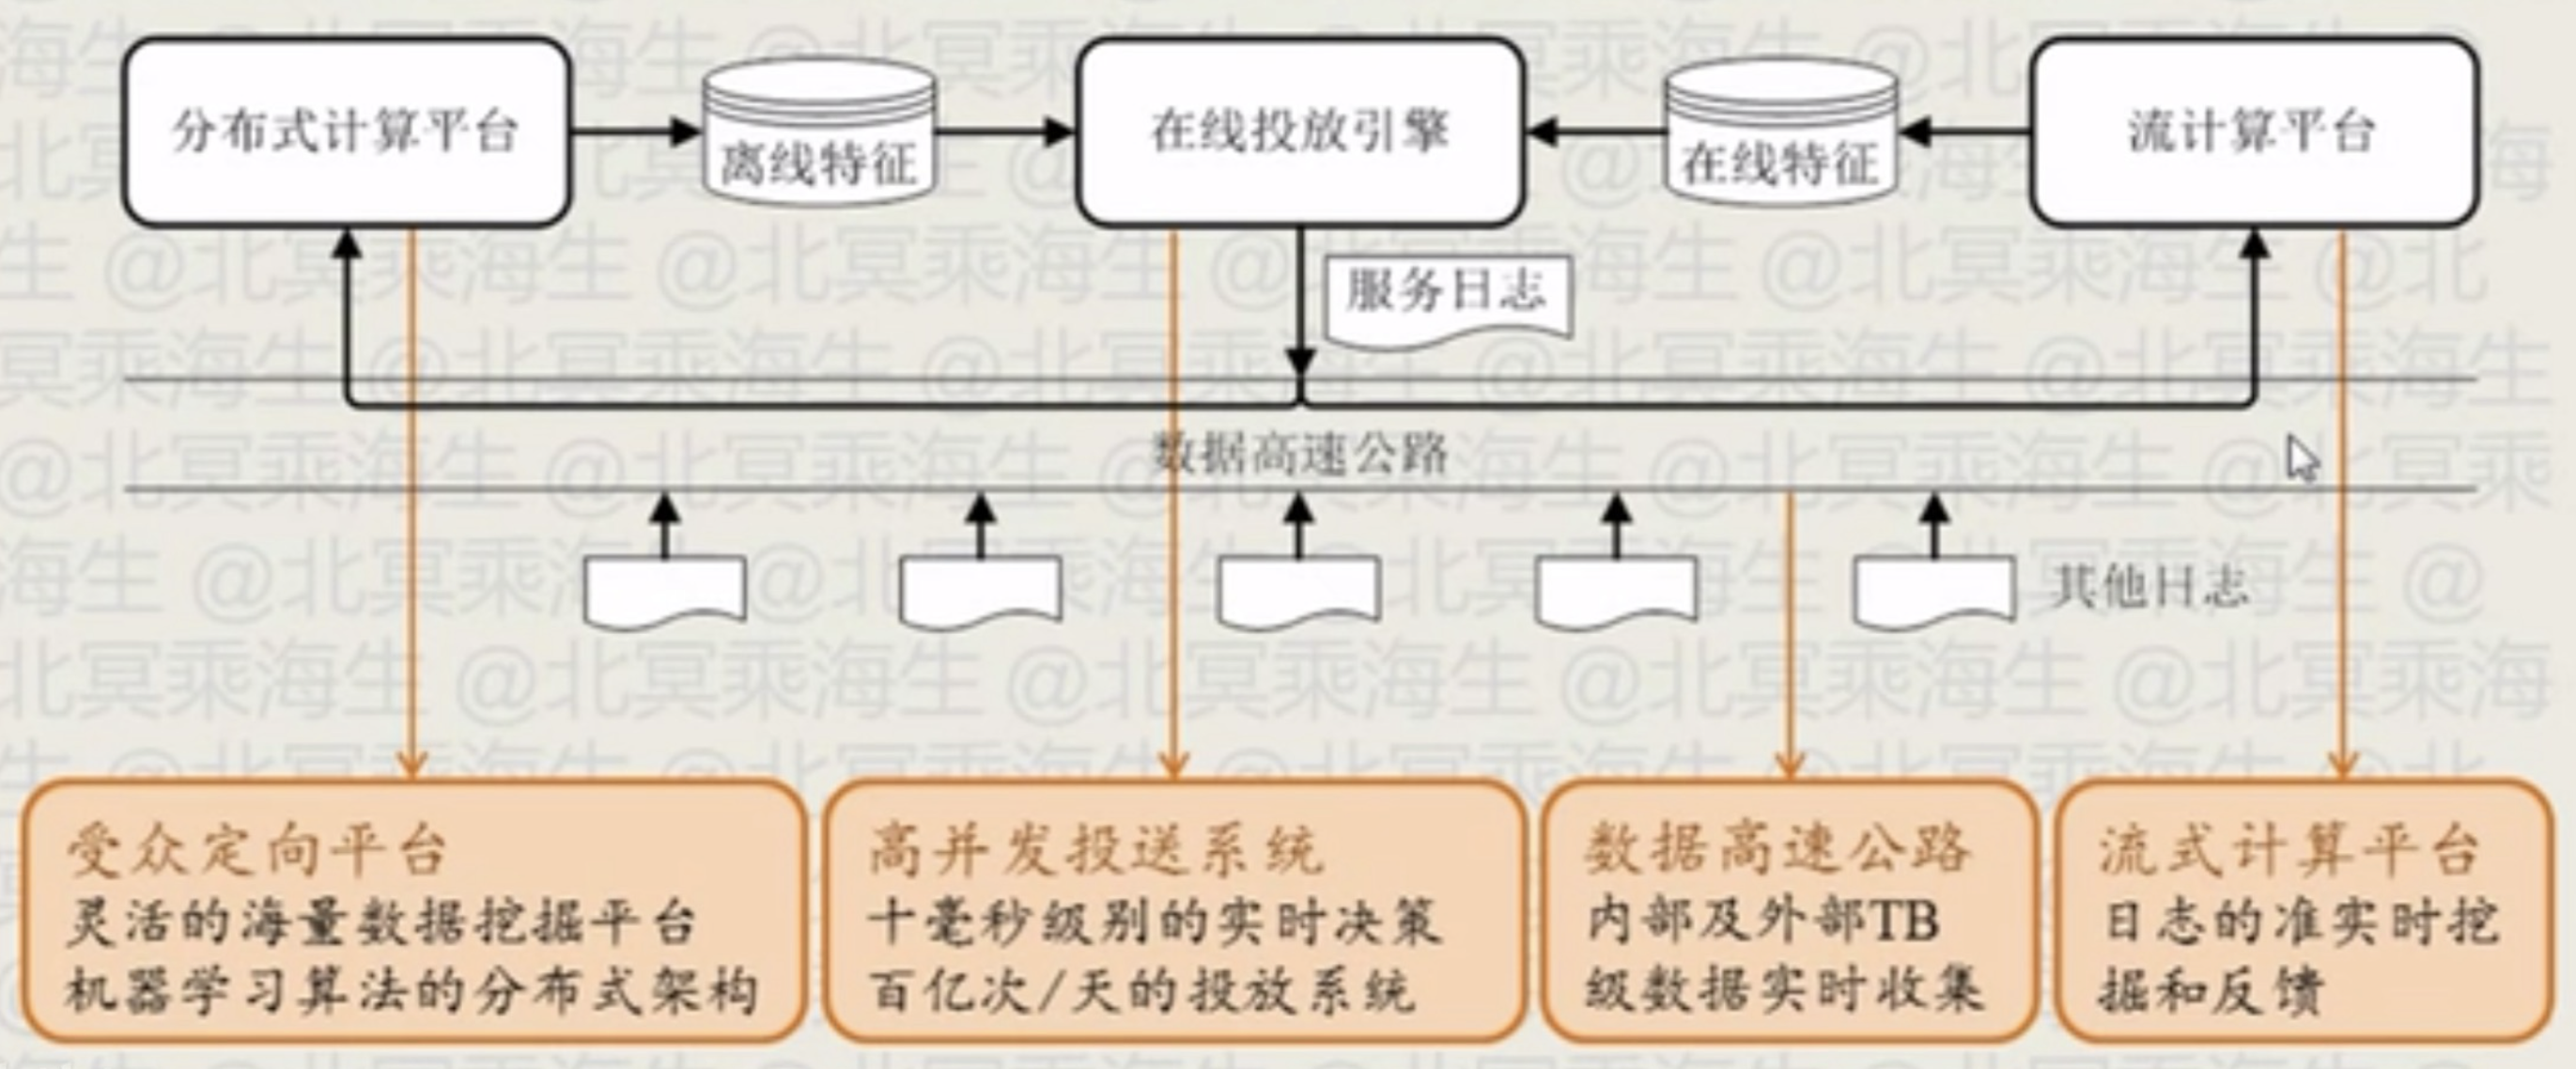 分布式计算平台
离线特征
在线投放引擎
在线特征
流计算平台
服务日志
数据高速公路
其他日志
受众定向平台
灵活的海量数据挖掘平台
机器学习算法的分布式架构
高并发投送系统
十毫秒级别的实时决策
百亿次/天的投放系统
数据高速公路
内部及外部TB
级数据实时收集
流式计算平台
日志的准实时挖
掘和反馈
@北冥乘海生